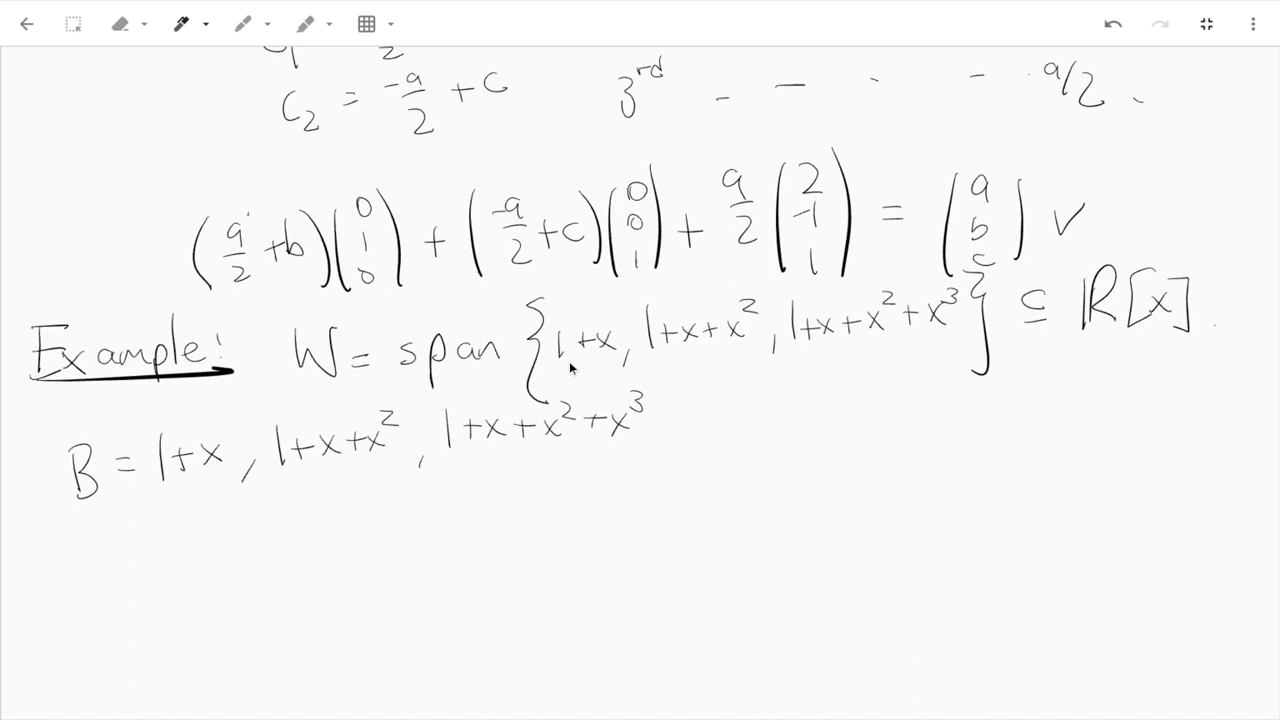 C₂ = -a/2 + C 3rd - — · - · a/2 .
(a/2 + b)(0 1 0) + (-a/2 + c)(0 0 1) + a/2 (2 -1 1) = (a b c) ✓
Example: W = span {1+x, 1+x+x², 1+x+x²+x³} ⊆ ℝ[x].
B = 1+x, 1+x+x², 1+x+x²+x³